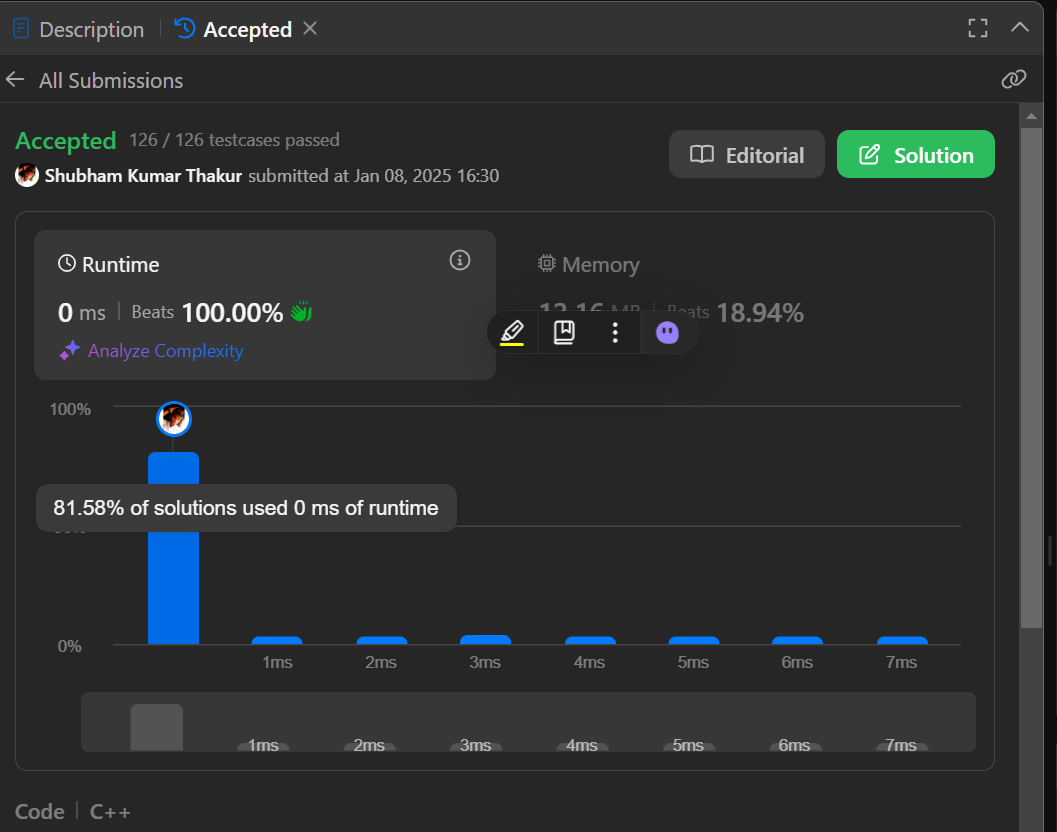 Description | Accepted
All Submissions
Accepted 126 / 126 testcases passed
Shubham Kumar Thakur submitted at Jan 08, 2025 16:30
Editorial
Solution
Runtime
0 ms | Beats 100.00%
Analyze Complexity
Memory
12.16 MB | Beats 18.94%
100%
81.58% of solutions used 0 ms of runtime
0%
1ms 2ms 3ms 4ms 5ms 6ms 7ms
1ms 2ms 3ms 4ms 5ms 6ms 7ms
Code | C++